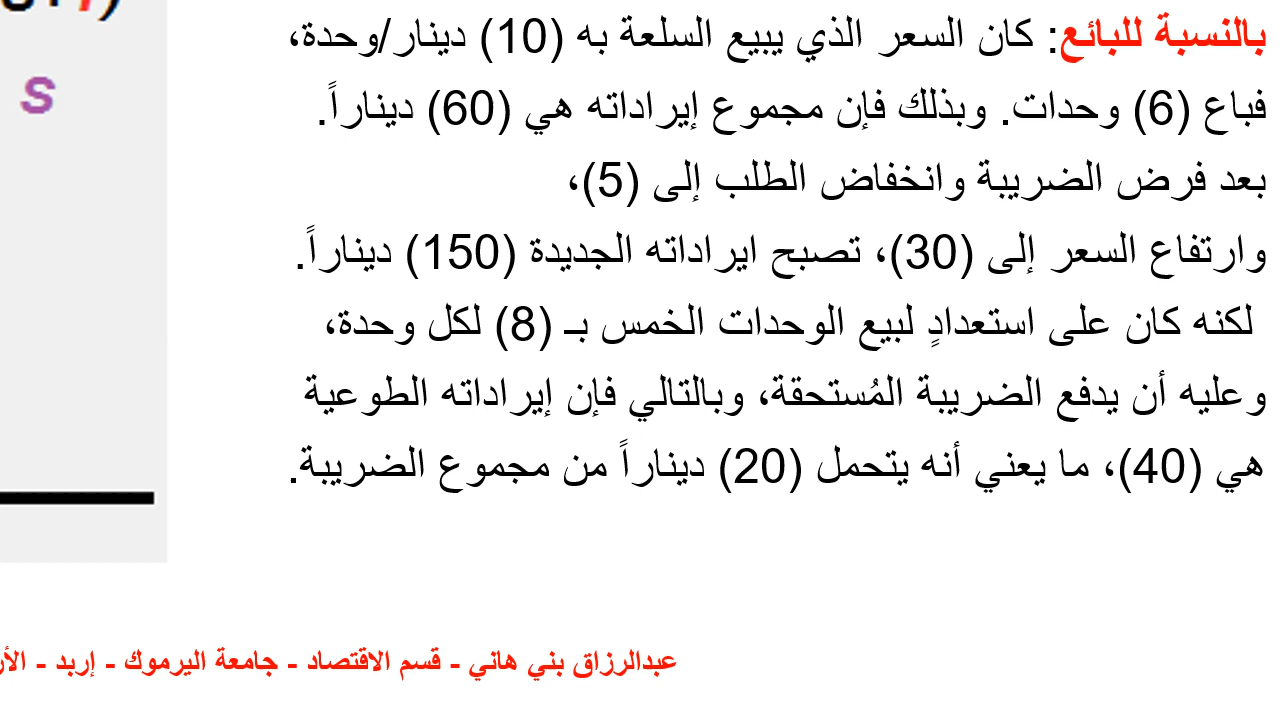 بالنسبة للبائع: كان السعر الذي يبيع السلعة به (10) دينار/وحدة،
فباع (6) وحدات. وبذلك فإن مجموع إيراداته هي (60) ديناراً.
بعد فرض الضريبة وانخفاض الطلب إلى (5)،
وارتفاع السعر إلى (30)، تصبح ايراداته الجديدة (150) ديناراً.
لكنه كان على استعدادٍ لبيع الوحدات الخمس بـ (8) لكل وحدة،
وعليه أن يدفع الضريبة المُستحقة، وبالتالي فإن إيراداته الطوعية
هي (40)، ما يعني أنه يتحمل (20) ديناراً من مجموع الضريبة.
S
عبدالرزاق بني هاني - قسم الاقتصاد - جامعة اليرموك - إربد -